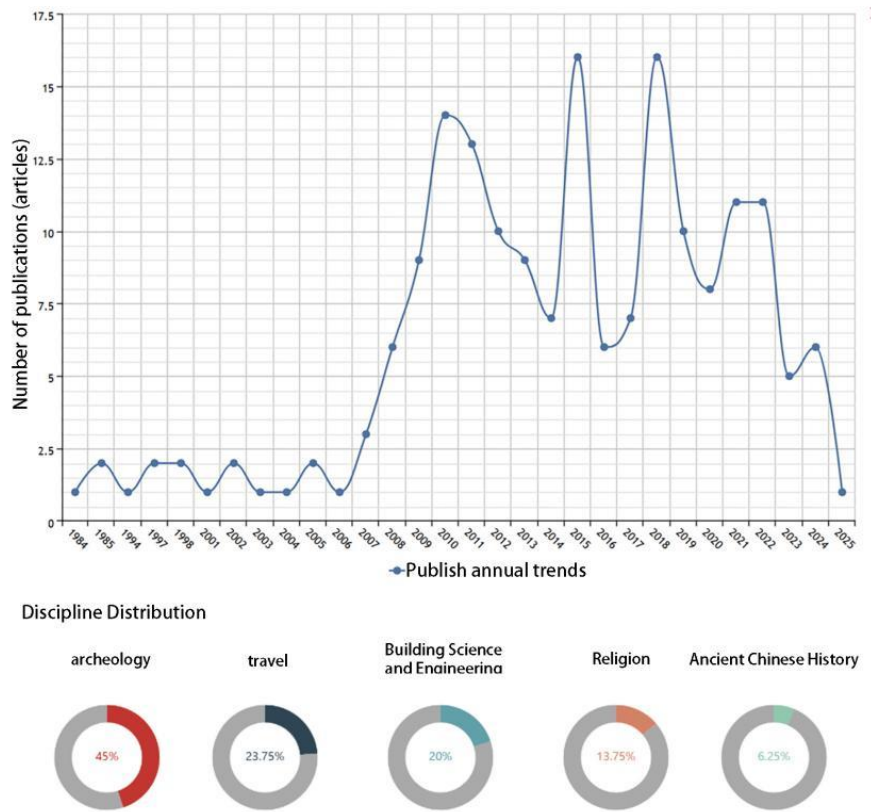 17.5
15
12.5
10
7.5
5
2.5
0
Number of publications (articles)
1984 1985 1994 1997 1998 2001 2002 2003 2004 2005 2006 2007 2008 2009 2010 2011 2012 2013 2014 2015 2016 2017 2018 2019 2020 2021 2022 2023 2024 2025
Publish annual trends
Discipline Distribution
archeology
travel
Building Science
and Engineering
Religion
Ancient Chinese History
45%
23.75%
20%
13.75%
6.25%